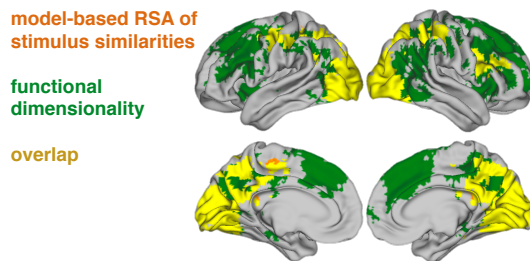 model-based RSA of
stimulus similarities
functional
dimensionality
overlap